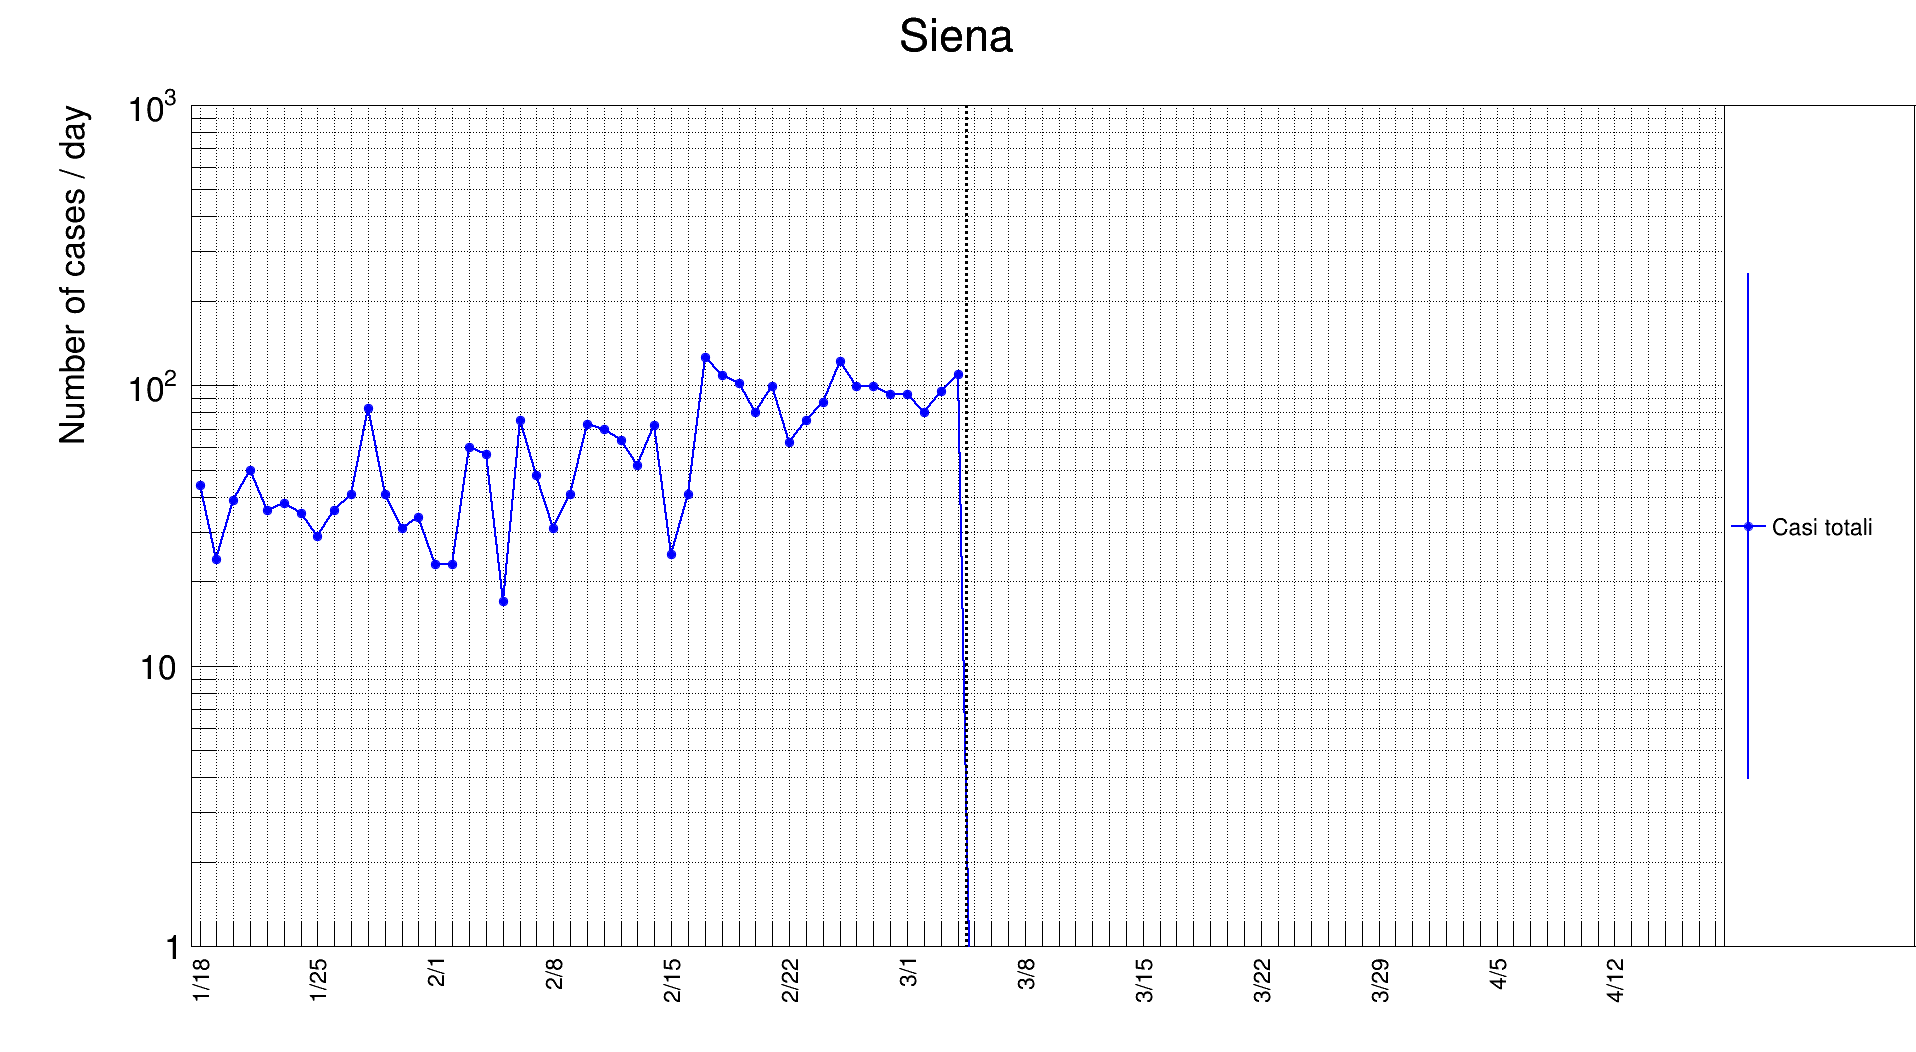 Siena
Number of cases / day
10³
10²
10
1
1/18 1/25 2/1 2/8 2/15 2/22 3/1 3/8 3/15 3/22 3/29 4/5 4/12
Casi totali